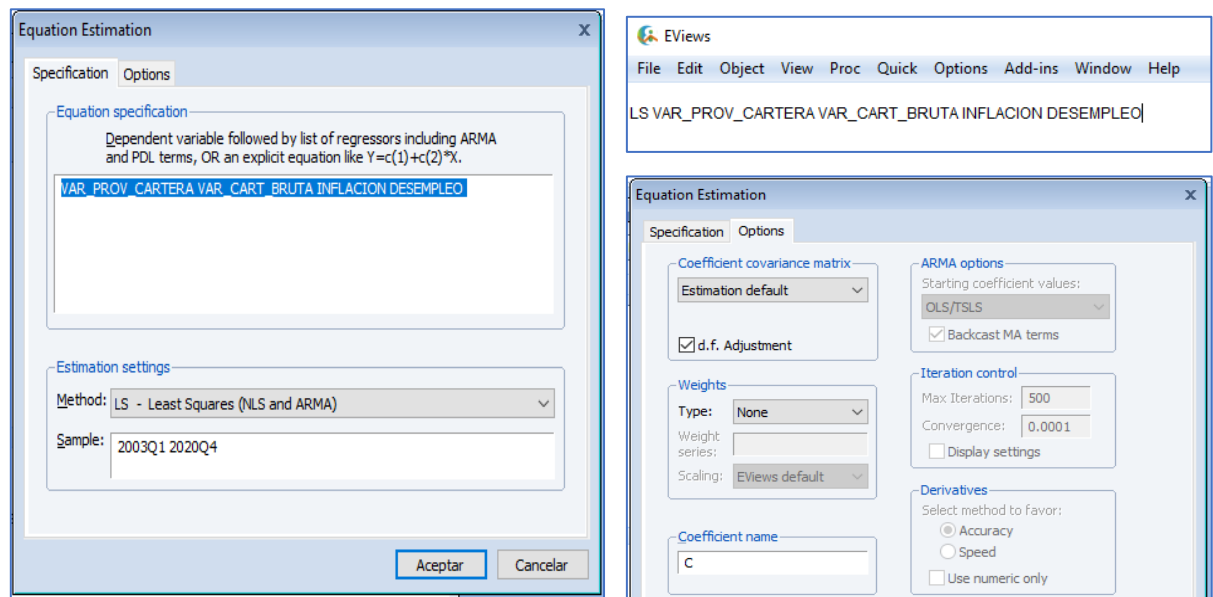 Equation Estimation
x
Specification
Options
Equation specification
Dependent variable followed by list of regressors including ARMA
and PDL terms, OR an explicit equation like Y=c(1)+c(2)*X.
VAR_PROV_CARTERA VAR_CART_BRUTA INFLACION DESEMPLEO
Estimation settings
Method: LS - Least Squares (NLS and ARMA)
Sample: 2003Q1 2020Q4
Aceptar
Cancelar
EViews
File Edit Object View Proc Quick Options Add-ins Window Help
LS VAR_PROV_CARTERA VAR_CART_BRUTA INFLACION DESEMPLEO
Equation Estimation
x
Specification
Options
Coefficient covariance matrix
Estimation default
d.f. Adjustment
Weights
Type: None
Weight
series:
Scaling: EViews default
Coefficient name
C
ARMA options
Starting coefficient values:
OLS/TSLS
Backcast MA terms
Iteration control
Max Iterations: 500
Convergence: 0.0001
Display settings
Derivatives
Select method to favor:
Accuracy
Speed
Use numeric only